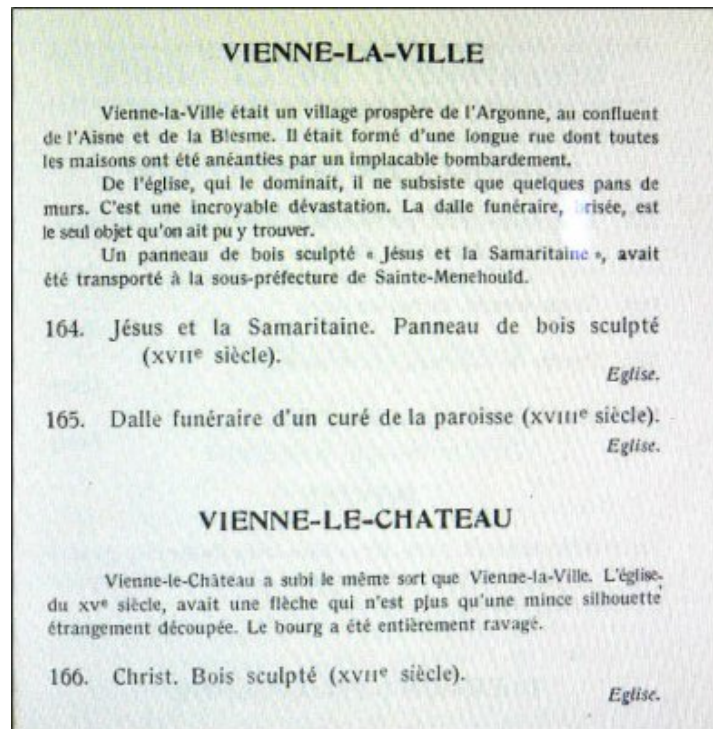 VIENNE-LA-VILLE
Vienne-la-Ville était un village prospère de l'Argonne, au confluent
de l'Aisne et de la Biesme. Il était formé d'une longue rue dont toutes
les maisons ont été anéanties par un implacable bombardement.
De l'église, qui le dominait, il ne subsiste que quelques pans de
murs. C'est une incroyable dévastation. La dalle funéraire, brisée, est
le seul objet qu'on ait pu y trouver.
Un panneau de bois sculpté « Jésus et la Samaritaine », avait
été transporté à la sous-préfecture de Sainte-Menehould.
164. Jésus et la Samaritaine. Panneau de bois sculpté
(XVIIe siècle).
Eglise.
165. Dalle funéraire d'un curé de la paroisse (XVIIIe siècle).
Eglise.
VIENNE-LE-CHATEAU
Vienne-le-Château a subi le même sort que Vienne-la-Ville. L'église,
du XVe siècle, avait une flèche qui n'est plus qu'une mince silhouette
étrangement découpée. Le bourg a été entièrement ravagé.
166. Christ. Bois sculpté (XVIIe siècle).
Eglise.